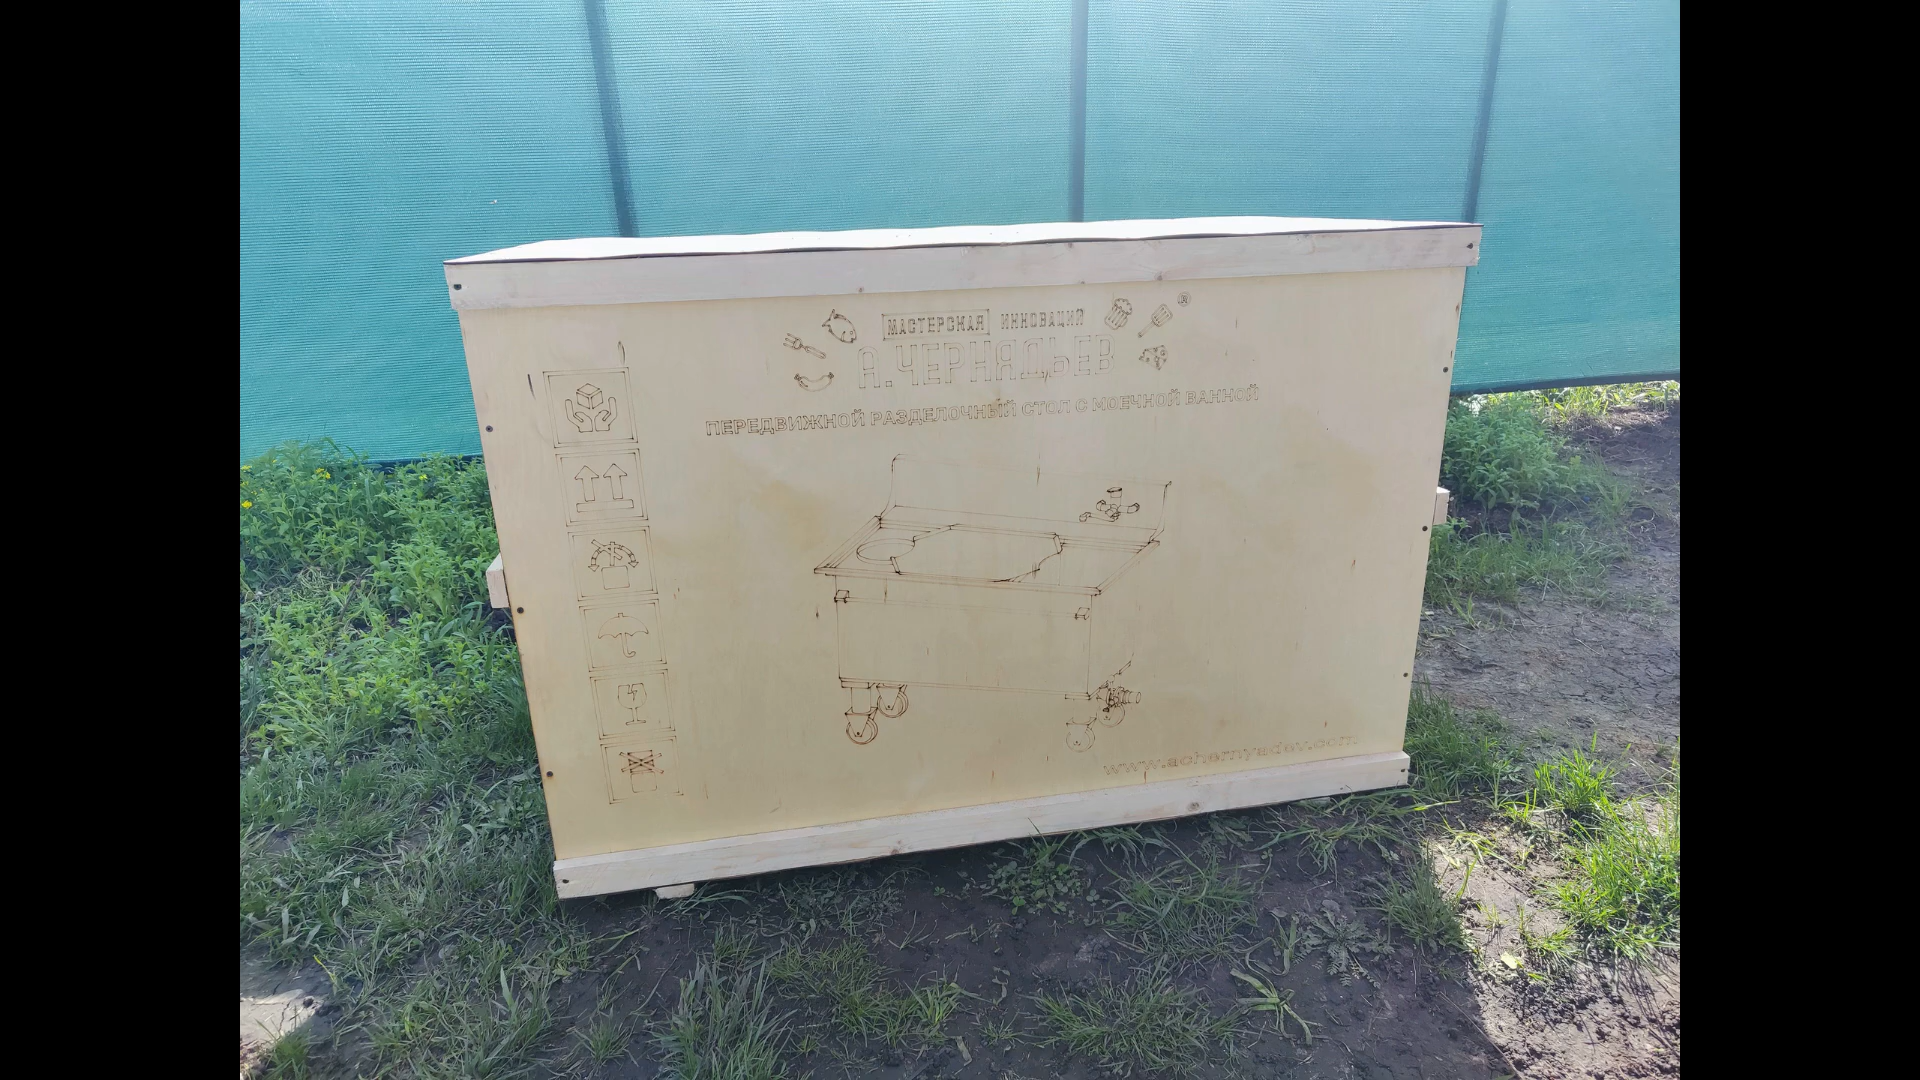 ®
МАСТЕРСКАЯ ИННОВАЦИЙ
А.ЧЕРНЯДЬЕВ
ПЕРЕДВИЖНОЙ РАЗДЕЛОЧНЫЙ СТОЛ С МОЕЧНОЙ ВАННОЙ
www.achernyadev.com